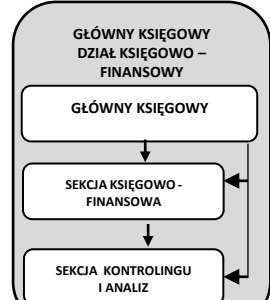 GŁÓWNY KSIĘGOWY
DZIAŁ KSIĘGOWO –
FINANSOWY
GŁÓWNY KSIĘGOWY
SEKCJA KSIĘGOWO -
FINANSOWA
SEKCJA KONTROLINGU
I ANALIZ